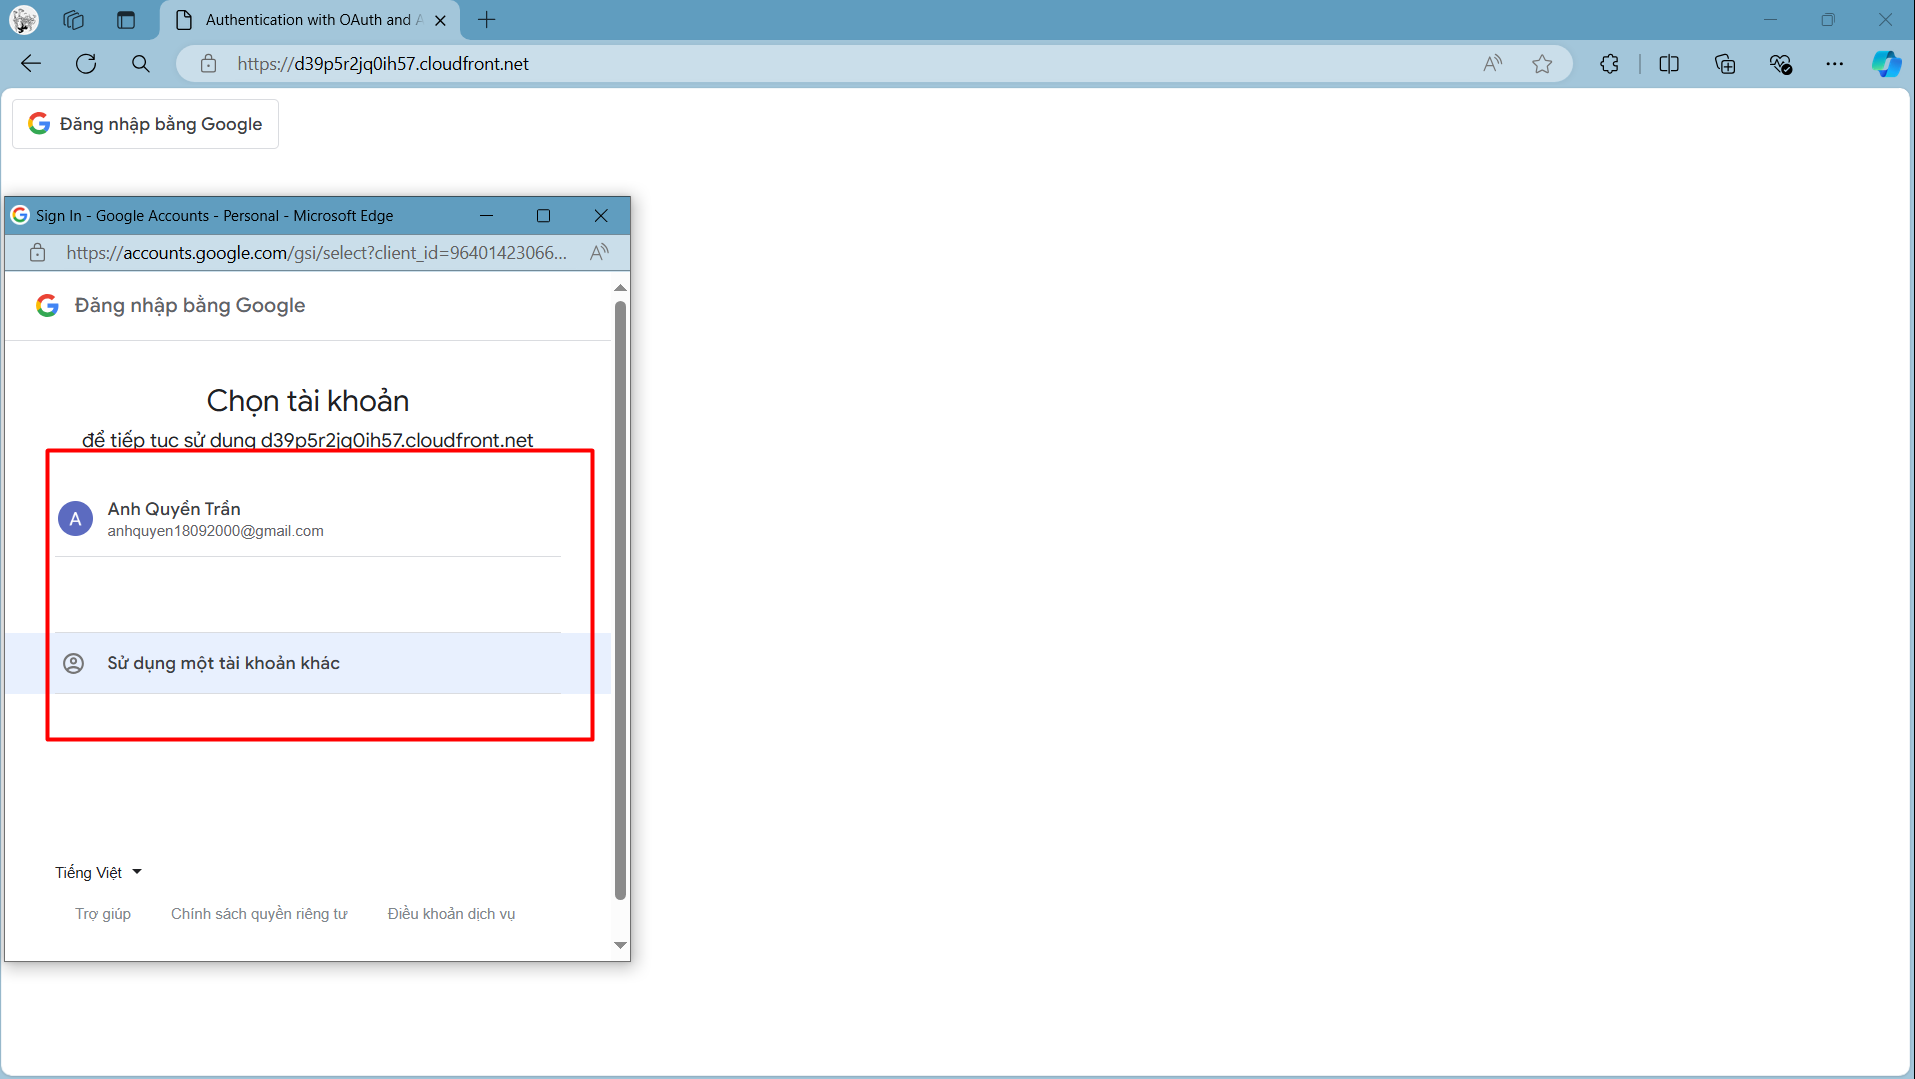 Authentication with OAuth and A
https://d39p5r2jq0ih57.cloudfront.net
Đăng nhập bằng Google
Sign In - Google Accounts - Personal - Microsoft Edge
https://accounts.google.com/gsi/select?client_id=96401423066...
Đăng nhập bằng Google
Chọn tài khoản
để tiếp tục sử dụng d39p5r2jq0ih57.cloudfront.net
A
Anh Quyền Trần
anhquyen18092000@gmail.com
Sử dụng một tài khoản khác
Tiếng Việt
Trợ giúp
Chính sách quyền riêng tư
Điều khoản dịch vụ